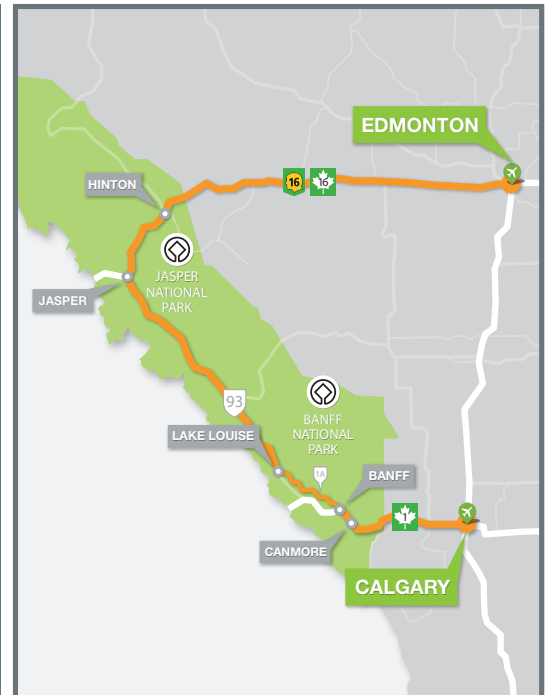 EDMONTON
HINTON
16
16
JASPER
NATIONAL
PARK
JASPER
93
BANFF
NATIONAL
PARK
LAKE LOUISE
1A
BANFF
1
CANMORE
CALGARY